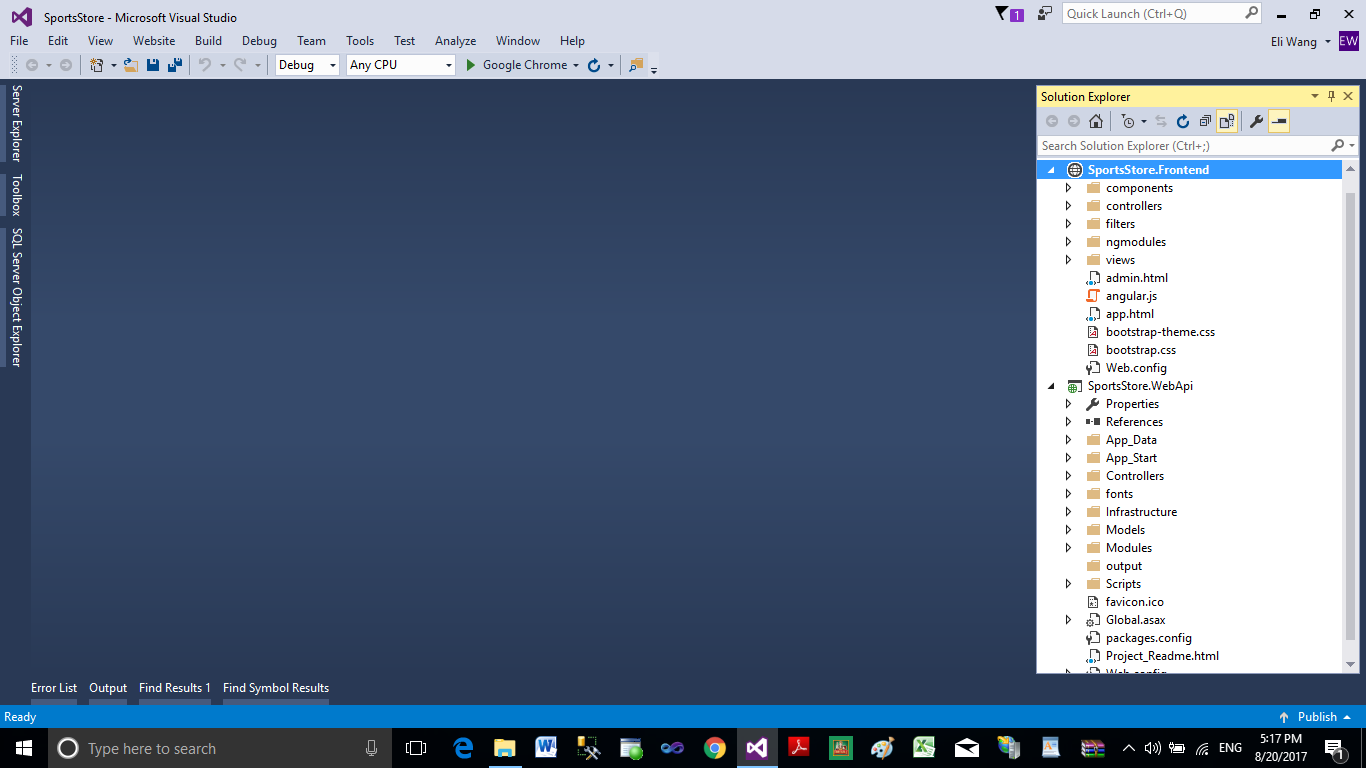 SportsStore - Microsoft Visual Studio
1
Quick Launch (Ctrl+Q)
File Edit View Website Build Debug Team Tools Test Analyze Window Help
Eli Wang EW
Debug Any CPU Google Chrome
Server Explorer
Toolbox
SQL Server Object Explorer
Solution Explorer
Search Solution Explorer (Ctrl+;)
SportsStore.Frontend
components
controllers
filters
ngmodules
views
admin.html
angular.js
app.html
bootstrap-theme.css
bootstrap.css
Web.config
SportsStore.WebApi
Properties
References
App_Data
App_Start
Controllers
fonts
Infrastructure
Models
Modules
output
Scripts
favicon.ico
Global.asax
packages.config
Project_Readme.html
Web.config
Error List Output Find Results 1 Find Symbol Results
Ready
Publish
Type here to search
ENG
5:17 PM
8/20/2017
1